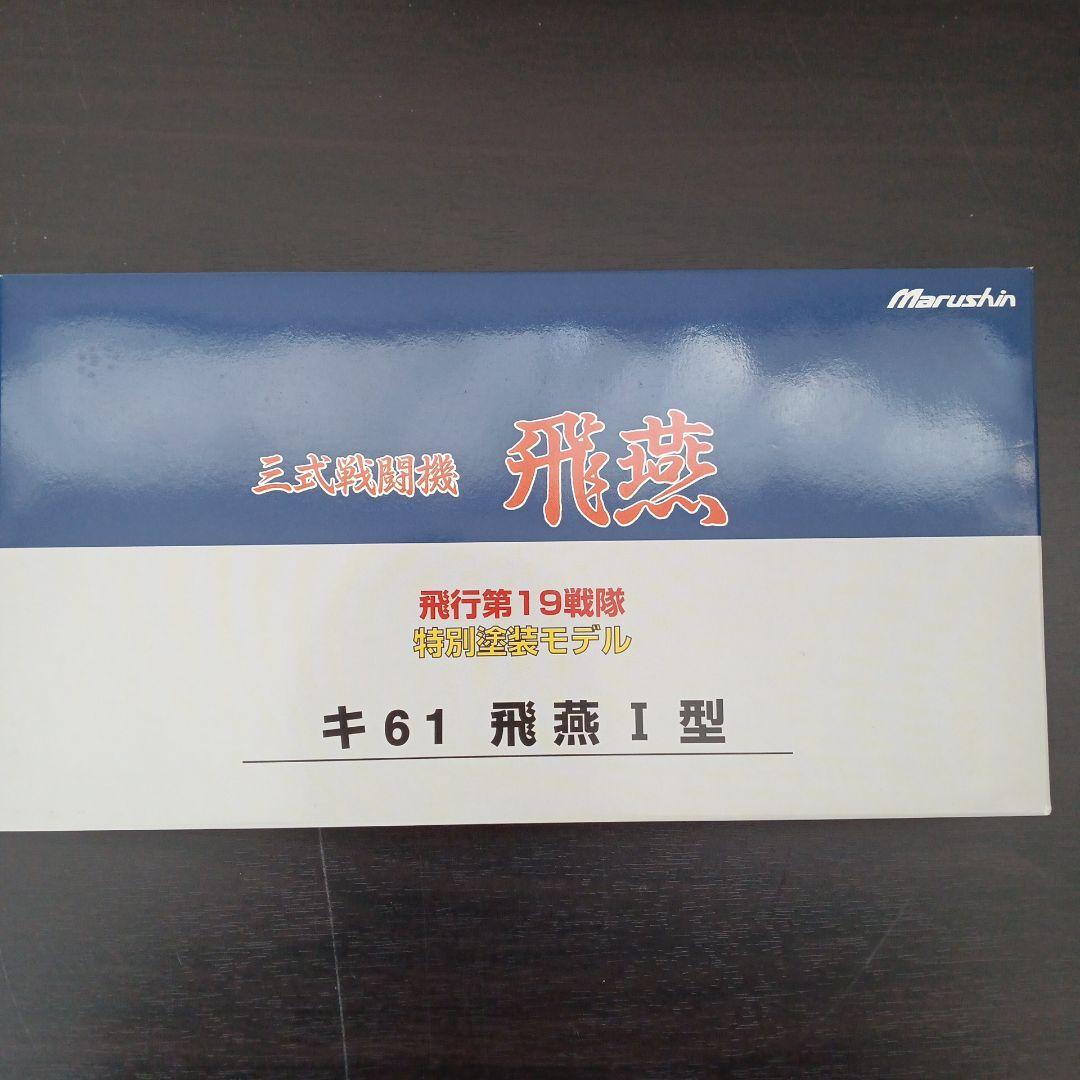 Marushin
三式戦闘機 飛燕
飛行第19戦隊
特別塗装モデル
キ61 飛燕I型